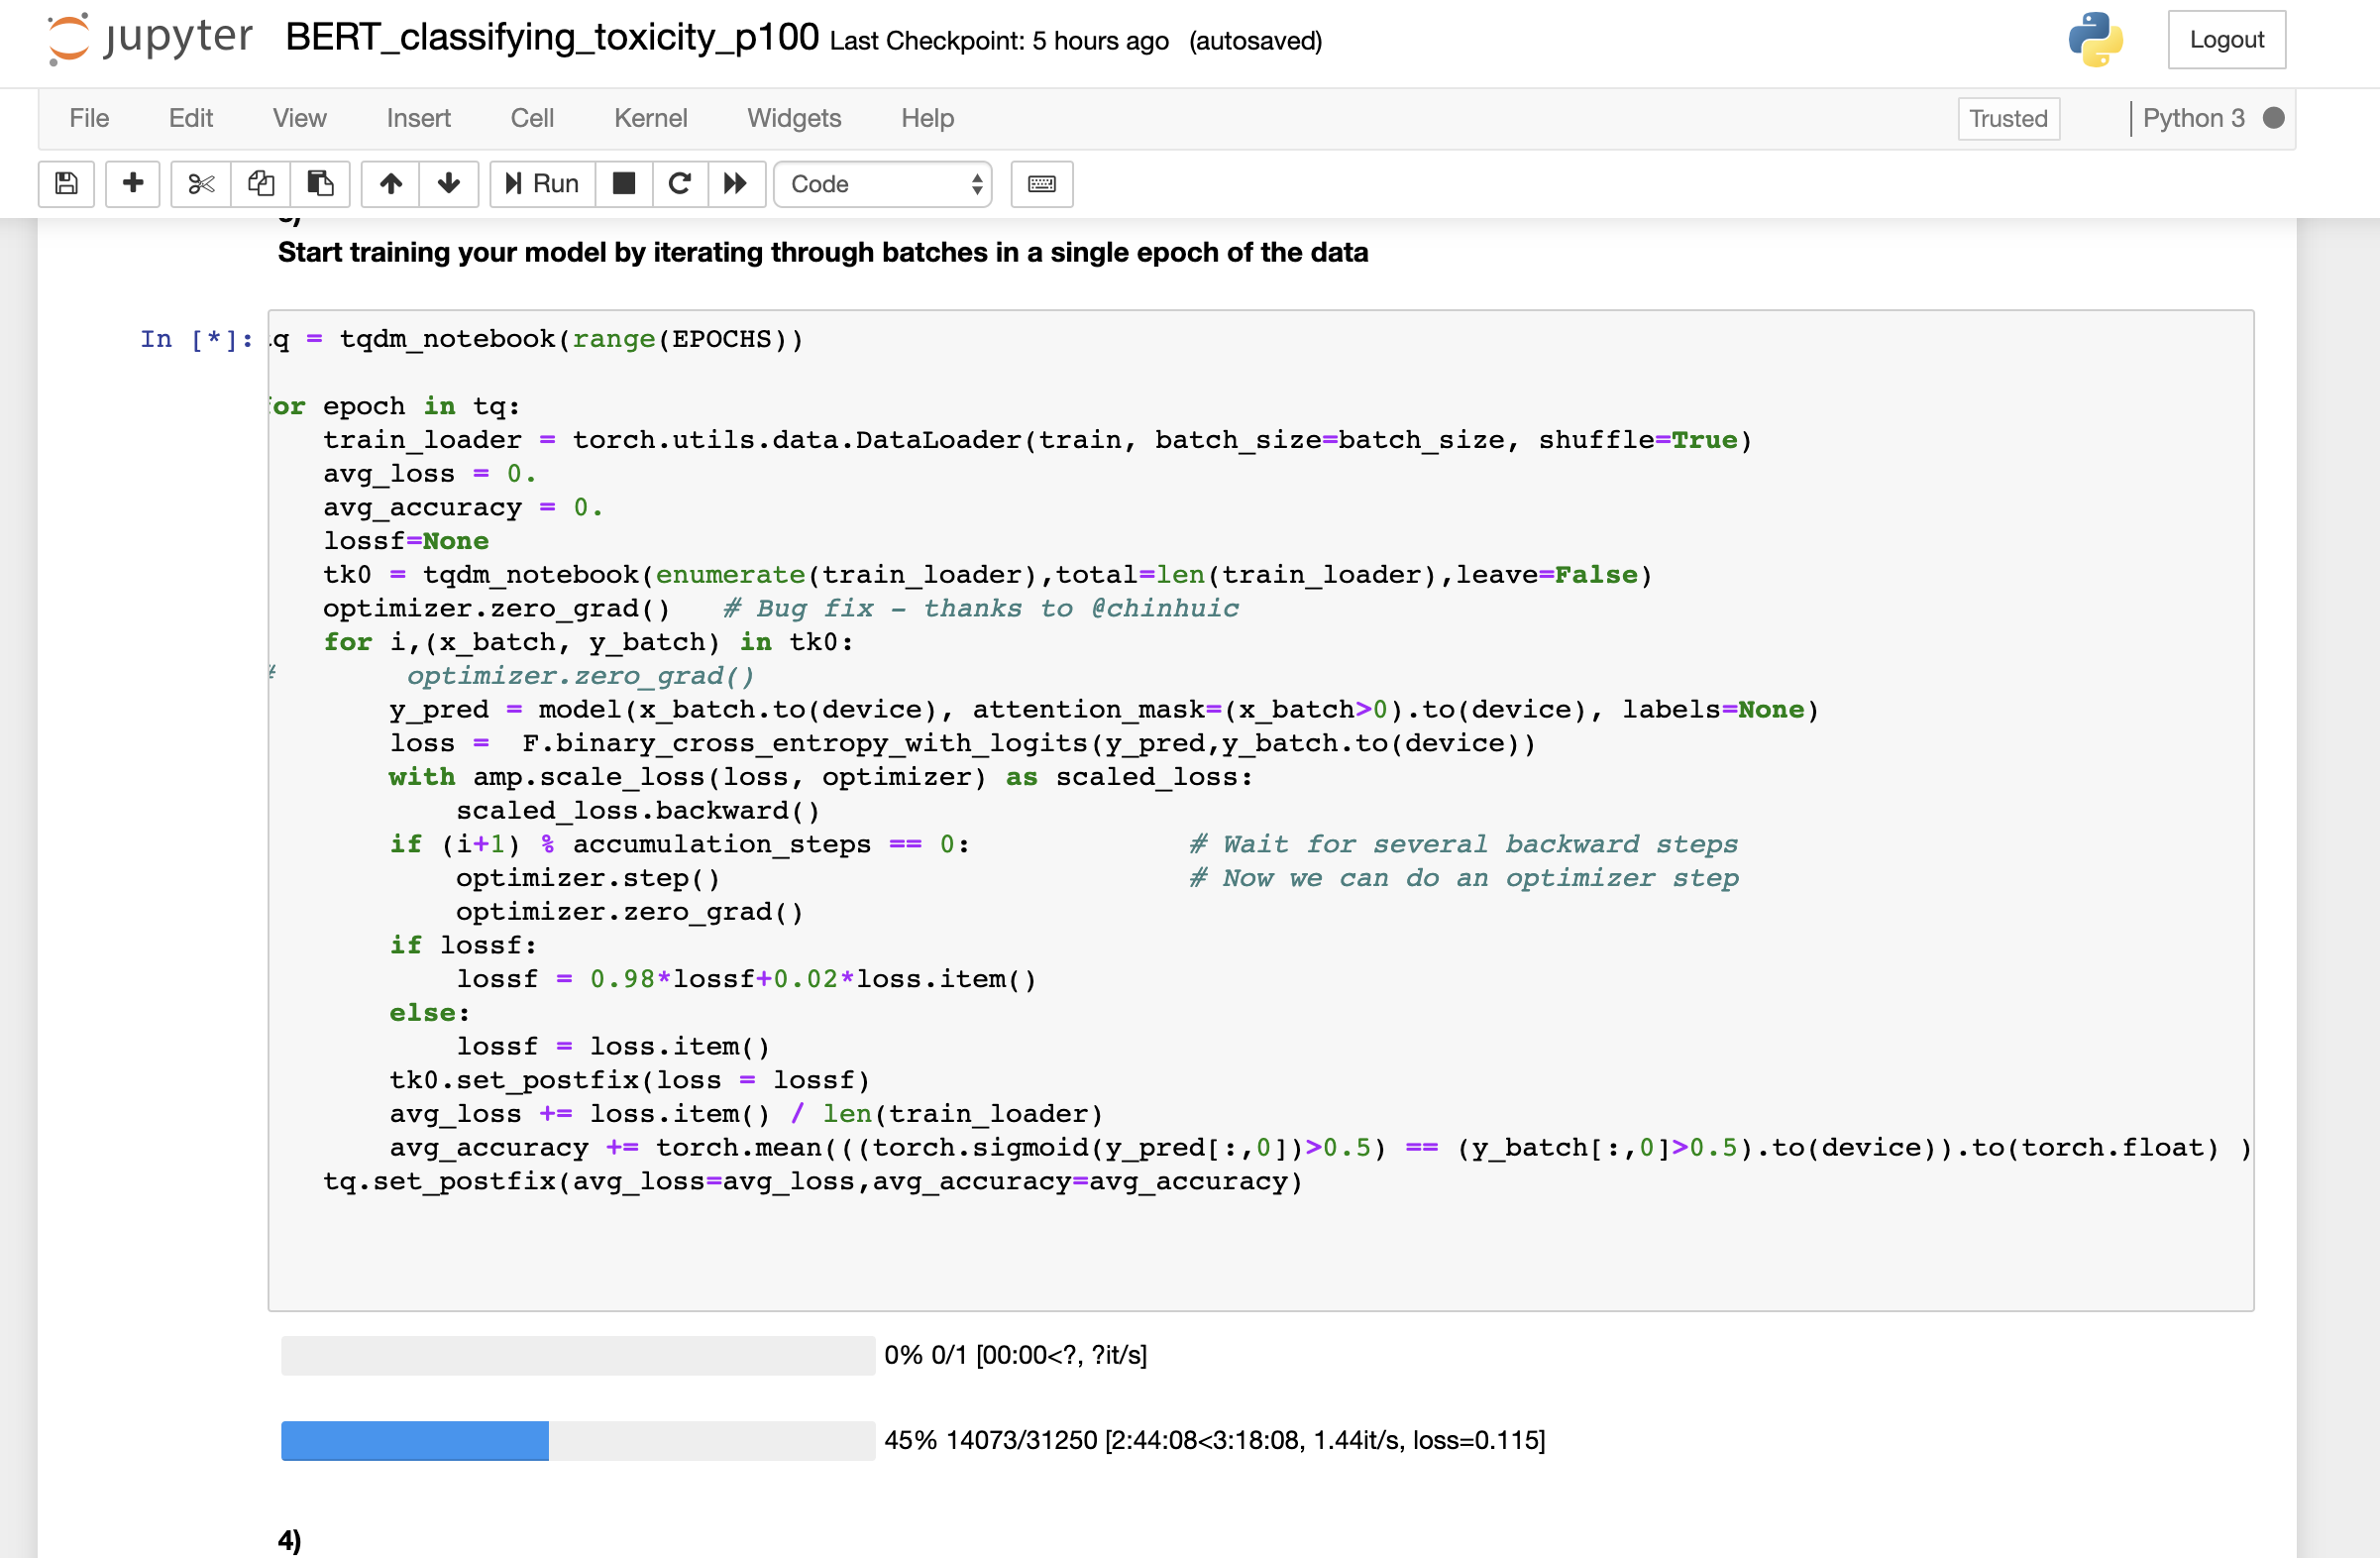 jupyter BERT_classifying_toxicity_p100 Last Checkpoint: 5 hours ago (autosaved)
Logout
File Edit View Insert Cell Kernel Widgets Help
Trusted
Python 3
Run
Code
Start training your model by iterating through batches in a single epoch of the data
In [*]:
q = tqdm_notebook(range(EPOCHS))
or epoch in tq:
    train_loader = torch.utils.data.DataLoader(train, batch_size=batch_size, shuffle=True)
    avg_loss = 0.
    avg_accuracy = 0.
    lossf=None
    tk0 = tqdm_notebook(enumerate(train_loader),total=len(train_loader),leave=False)
    optimizer.zero_grad()   # Bug fix - thanks to @chinhuic
    for i,(x_batch, y_batch) in tk0:
#        optimizer.zero_grad()
        y_pred = model(x_batch.to(device), attention_mask=(x_batch>0).to(device), labels=None)
        loss =  F.binary_cross_entropy_with_logits(y_pred,y_batch.to(device))
        with amp.scale_loss(loss, optimizer) as scaled_loss:
            scaled_loss.backward()
        if (i+1) % accumulation_steps == 0:             # Wait for several backward steps
            optimizer.step()                            # Now we can do an optimizer step
            optimizer.zero_grad()
        if lossf:
            lossf = 0.98*lossf+0.02*loss.item()
        else:
            lossf = loss.item()
        tk0.set_postfix(loss = lossf)
        avg_loss += loss.item() / len(train_loader)
        avg_accuracy += torch.mean(((torch.sigmoid(y_pred[:,0])>0.5) == (y_batch[:,0]>0.5).to(device)).to(torch.float) )
    tq.set_postfix(avg_loss=avg_loss,avg_accuracy=avg_accuracy)
0% 0/1 [00:00<?, ?it/s]
45% 14073/31250 [2:44:08<3:18:08, 1.44it/s, loss=0.115]
4)